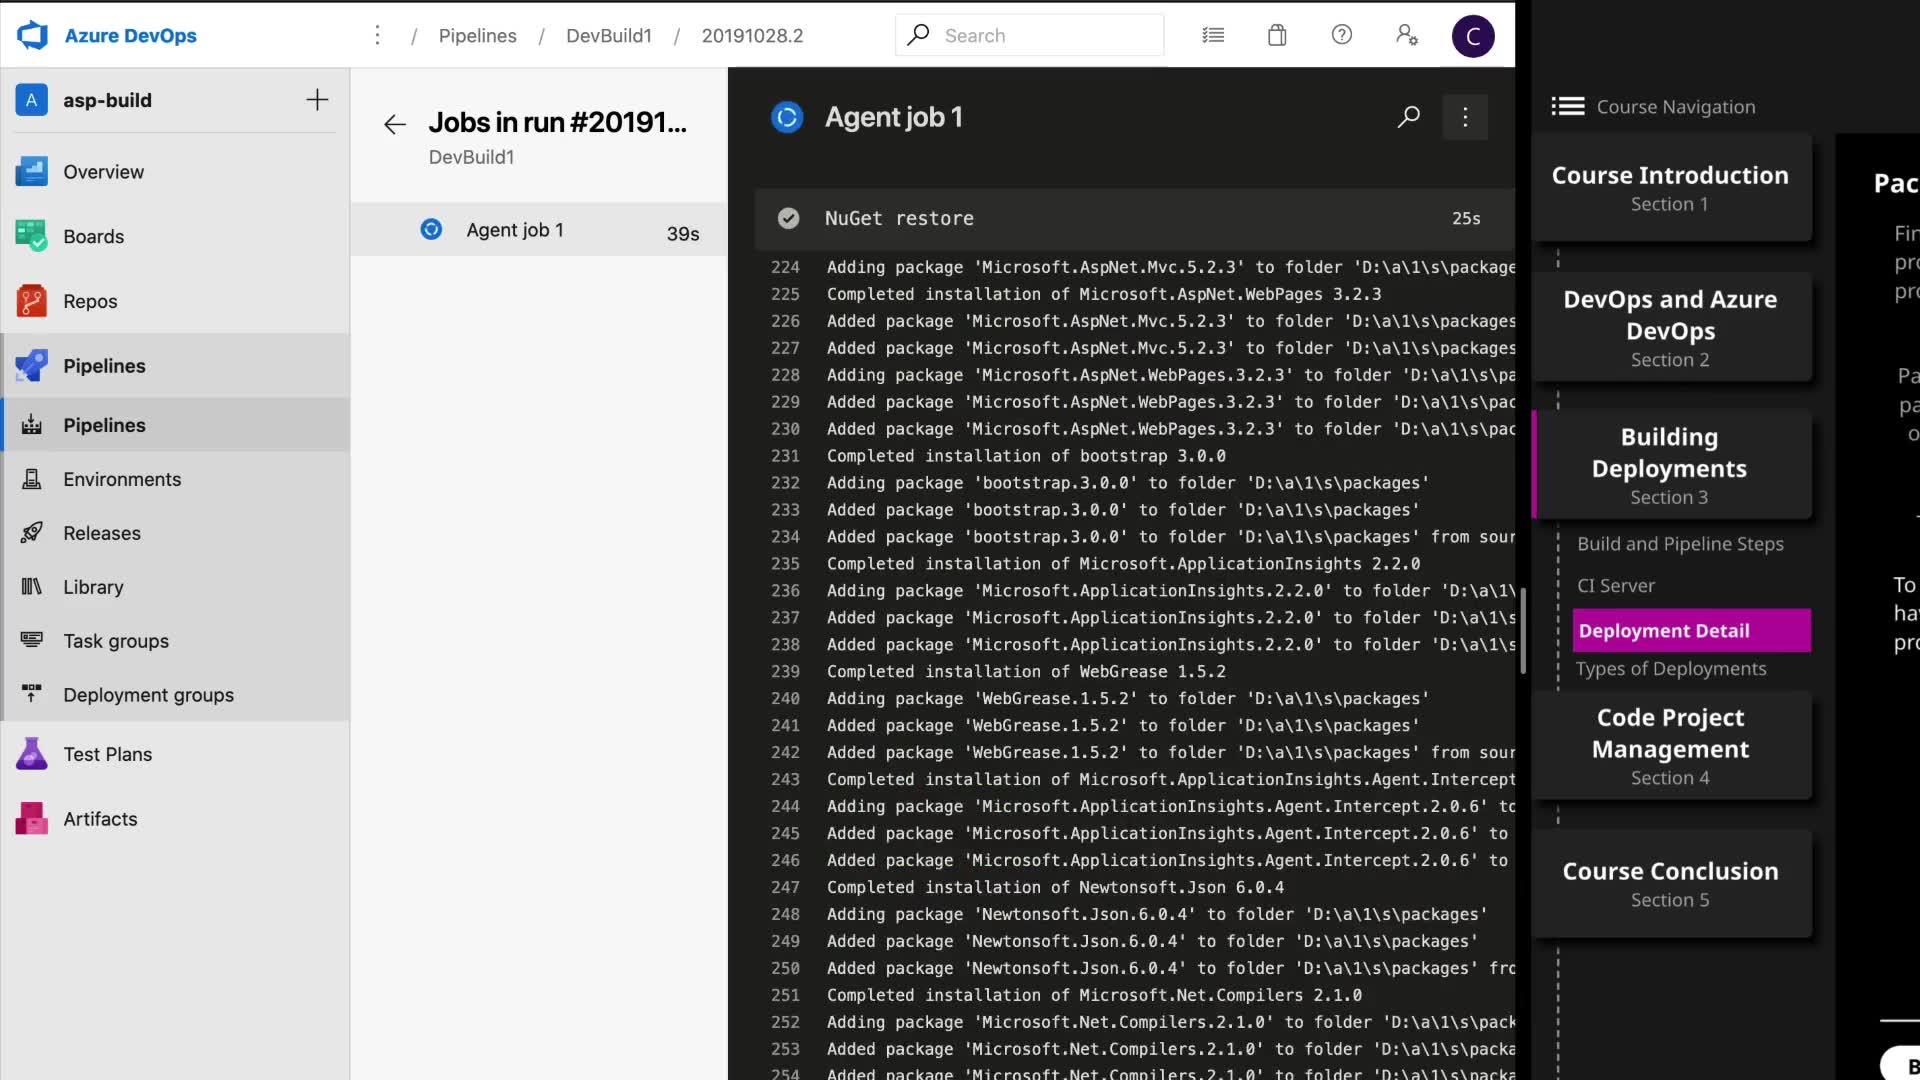 Azure DevOps
/ Pipelines / DevBuild1 / 20191028.2
Search
C
A asp-build
Overview
Boards
Repos
Pipelines
Pipelines
Environments
Releases
Library
Task groups
Deployment groups
Test Plans
Artifacts
Jobs in run #20191...
DevBuild1
Agent job 1 39s
Agent job 1
NuGet restore 25s
224 Adding package 'Microsoft.AspNet.Mvc.5.2.3' to folder 'D:\a\1\s\package
225 Completed installation of Microsoft.AspNet.WebPages 3.2.3
226 Added package 'Microsoft.AspNet.Mvc.5.2.3' to folder 'D:\a\1\s\packages
227 Added package 'Microsoft.AspNet.Mvc.5.2.3' to folder 'D:\a\1\s\packages
228 Adding package 'Microsoft.AspNet.WebPages.3.2.3' to folder 'D:\a\1\s\pa
229 Added package 'Microsoft.AspNet.WebPages.3.2.3' to folder 'D:\a\1\s\pac
230 Added package 'Microsoft.AspNet.WebPages.3.2.3' to folder 'D:\a\1\s\pac
231 Completed installation of bootstrap 3.0.0
232 Adding package 'bootstrap.3.0.0' to folder 'D:\a\1\s\packages'
233 Added package 'bootstrap.3.0.0' to folder 'D:\a\1\s\packages'
234 Added package 'bootstrap.3.0.0' to folder 'D:\a\1\s\packages' from sour
235 Completed installation of Microsoft.ApplicationInsights 2.2.0
236 Adding package 'Microsoft.ApplicationInsights.2.2.0' to folder 'D:\a\1\
237 Added package 'Microsoft.ApplicationInsights.2.2.0' to folder 'D:\a\1\s
238 Added package 'Microsoft.ApplicationInsights.2.2.0' to folder 'D:\a\1\s
239 Completed installation of WebGrease 1.5.2
240 Adding package 'WebGrease.1.5.2' to folder 'D:\a\1\s\packages'
241 Added package 'WebGrease.1.5.2' to folder 'D:\a\1\s\packages'
242 Added package 'WebGrease.1.5.2' to folder 'D:\a\1\s\packages' from sour
243 Completed installation of Microsoft.ApplicationInsights.Agent.Intercept
244 Adding package 'Microsoft.ApplicationInsights.Agent.Intercept.2.0.6' to
245 Added package 'Microsoft.ApplicationInsights.Agent.Intercept.2.0.6' to
246 Added package 'Microsoft.ApplicationInsights.Agent.Intercept.2.0.6' to
247 Completed installation of Newtonsoft.Json 6.0.4
248 Adding package 'Newtonsoft.Json.6.0.4' to folder 'D:\a\1\s\packages'
249 Added package 'Newtonsoft.Json.6.0.4' to folder 'D:\a\1\s\packages'
250 Added package 'Newtonsoft.Json.6.0.4' to folder 'D:\a\1\s\packages' fro
251 Completed installation of Microsoft.Net.Compilers 2.1.0
252 Adding package 'Microsoft.Net.Compilers.2.1.0' to folder 'D:\a\1\s\pack
253 Added package 'Microsoft.Net.Compilers.2.1.0' to folder 'D:\a\1\s\packa
254 Added package 'Microsoft.Net.Compilers.2.1.0' to folder 'D:\a\1\s\packa
Course Navigation
Course Introduction
Section 1
DevOps and Azure
DevOps
Section 2
Building
Deployments
Section 3
Build and Pipeline Steps
CI Server
Deployment Detail
Types of Deployments
Code Project
Management
Section 4
Course Conclusion
Section 5
Pac
Fin
pro
pro
Pa
pa
o
To
hav
pro
B